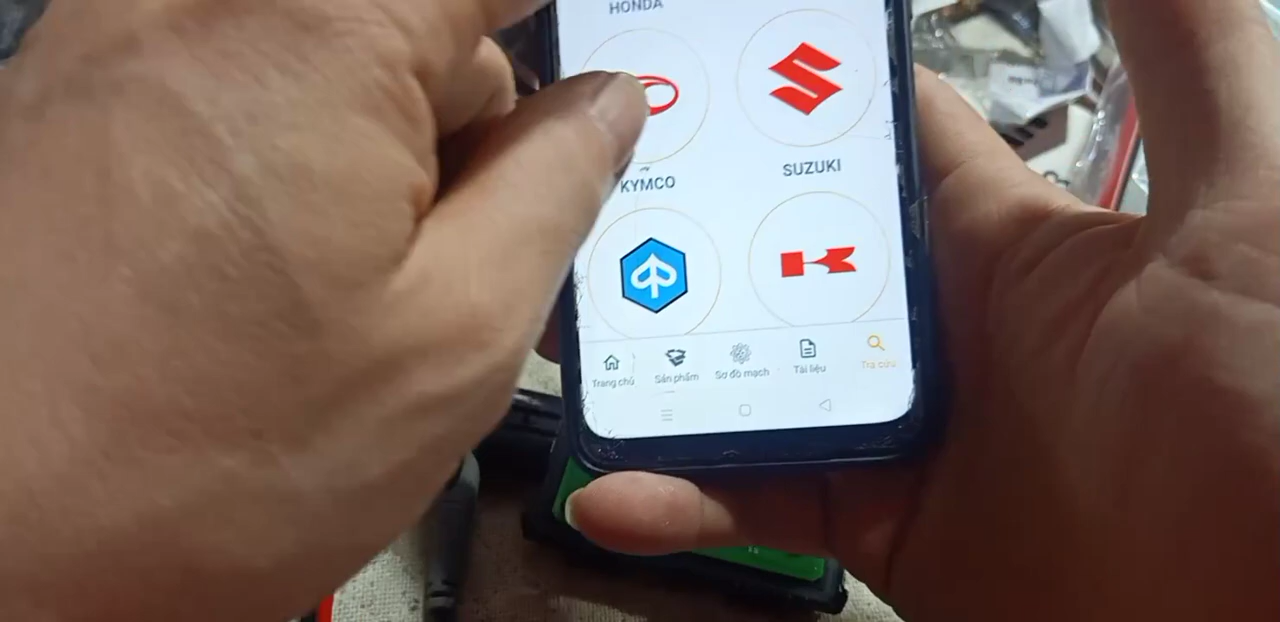 HONDA
KYMCO
SUZUKI
Trang chủ
Sản phẩm
Sơ đồ mạch
Tài liệu
Tra cứu